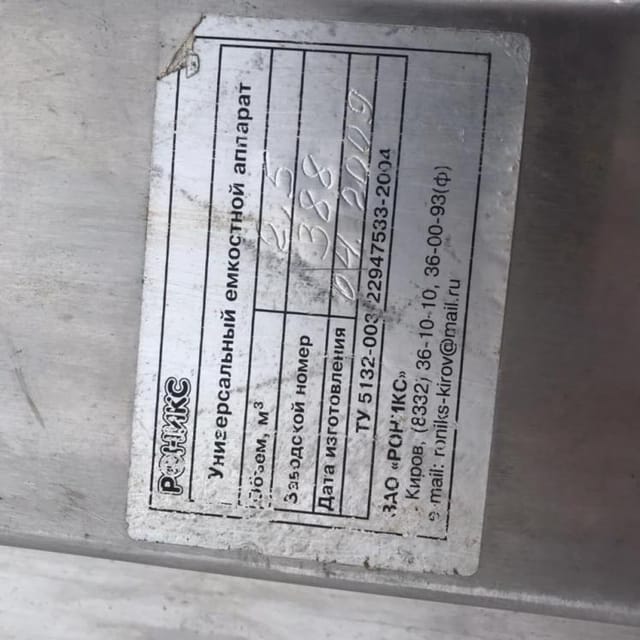 РОНИКС
Универсальный емкостной аппарат
Объем, м³ 2,5
Заводской номер 388
Дата изготовления 04. 2009
ТУ 5132-003-22947533-2004
ЗАО «РОНИКС»
Киров, (8332) 36-10-10, 36-00-93(ф)
e-mail: roniks-kirov@mail.ru